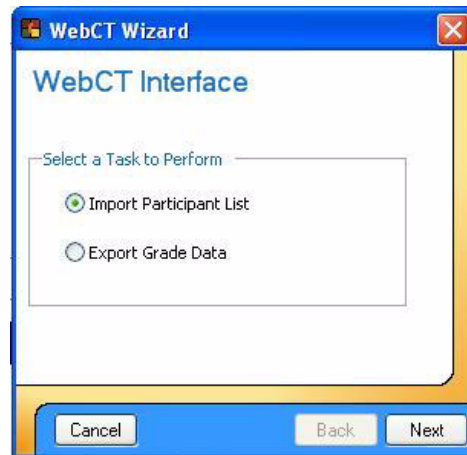 WebCT Wizard
WebCT Interface
Select a Task to Perform
Import Participant List
Export Grade Data
Cancel Back Next